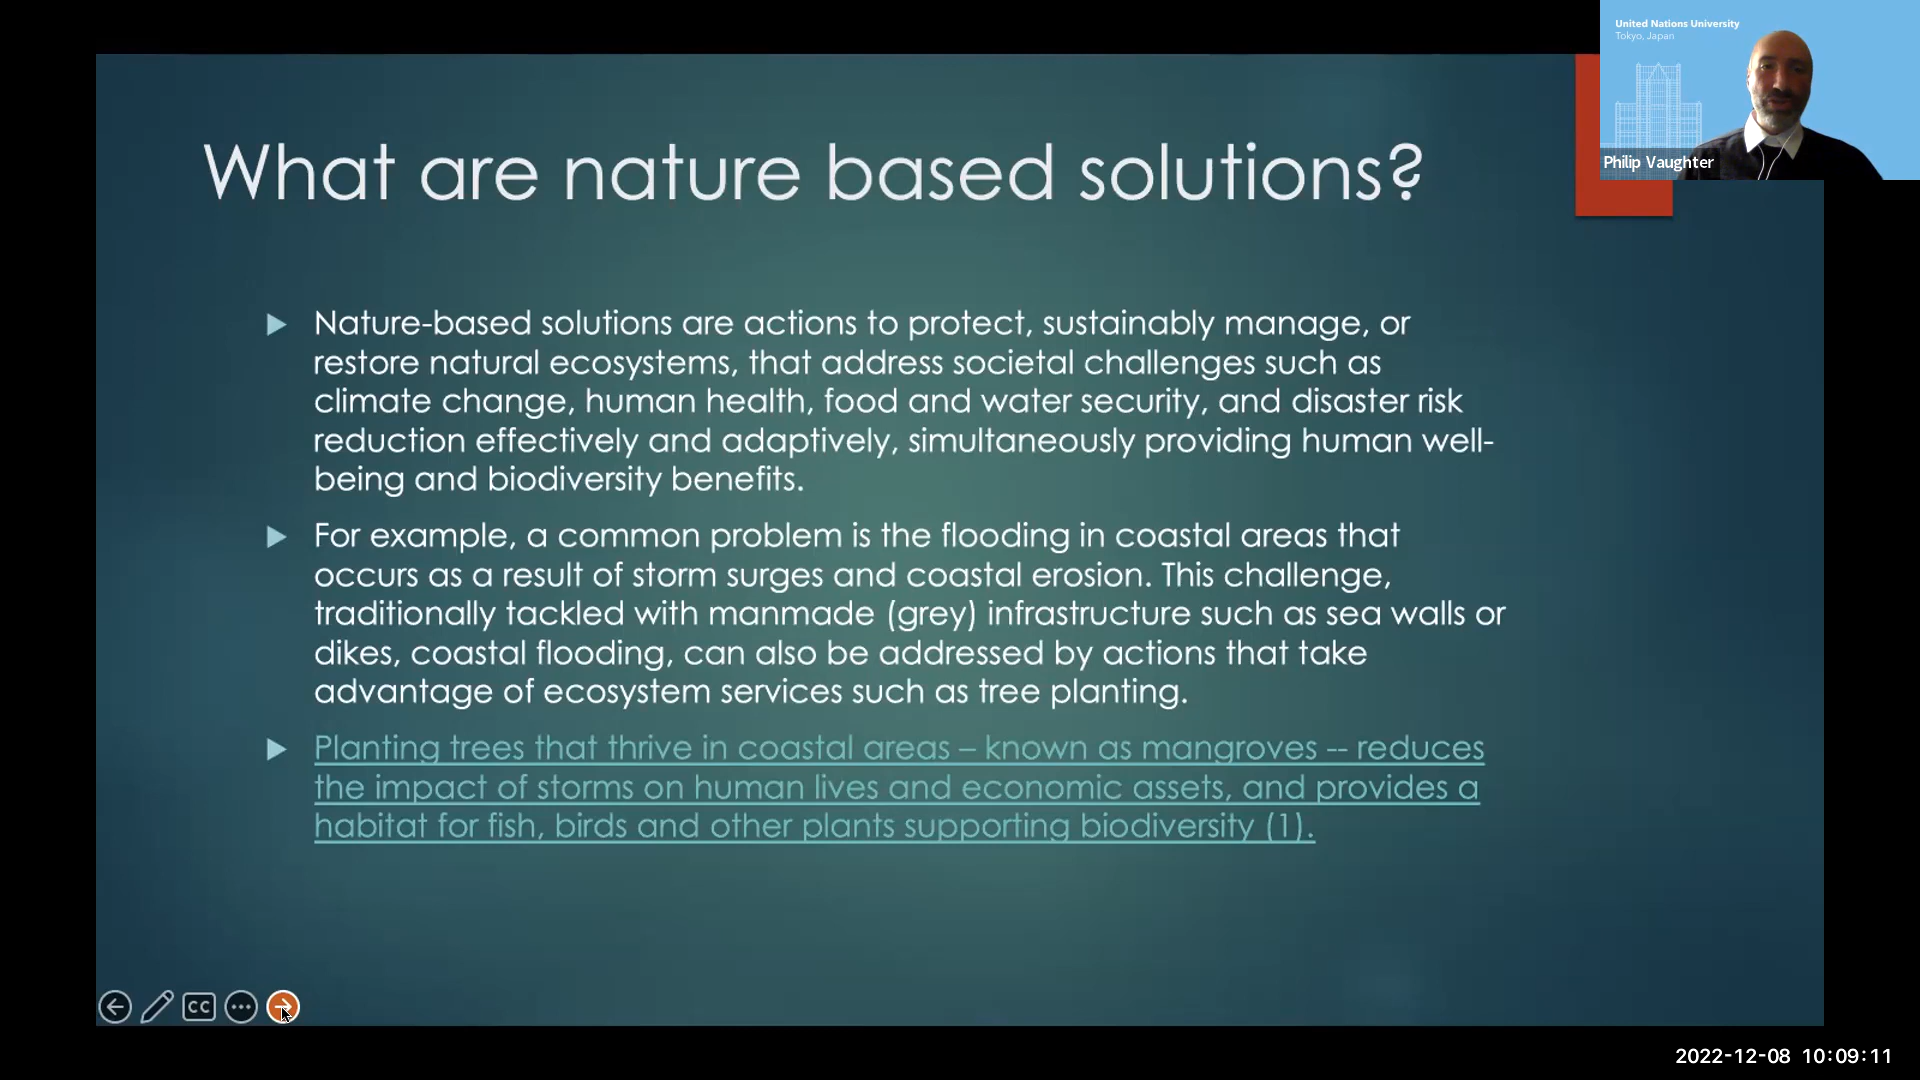 United Nations University
Tokyo, Japan
Philip Vaughter
What are nature based solutions?
Nature-based solutions are actions to protect, sustainably manage, or
restore natural ecosystems, that address societal challenges such as
climate change, human health, food and water security, and disaster risk
reduction effectively and adaptively, simultaneously providing human well-
being and biodiversity benefits.
For example, a common problem is the flooding in coastal areas that
occurs as a result of storm surges and coastal erosion. This challenge,
traditionally tackled with manmade (grey) infrastructure such as sea walls or
dikes, coastal flooding, can also be addressed by actions that take
advantage of ecosystem services such as tree planting.
Planting trees that thrive in coastal areas – known as mangroves -- reduces
the impact of storms on human lives and economic assets, and provides a
habitat for fish, birds and other plants supporting biodiversity (1).
CC
2022-12-08 10:09:11